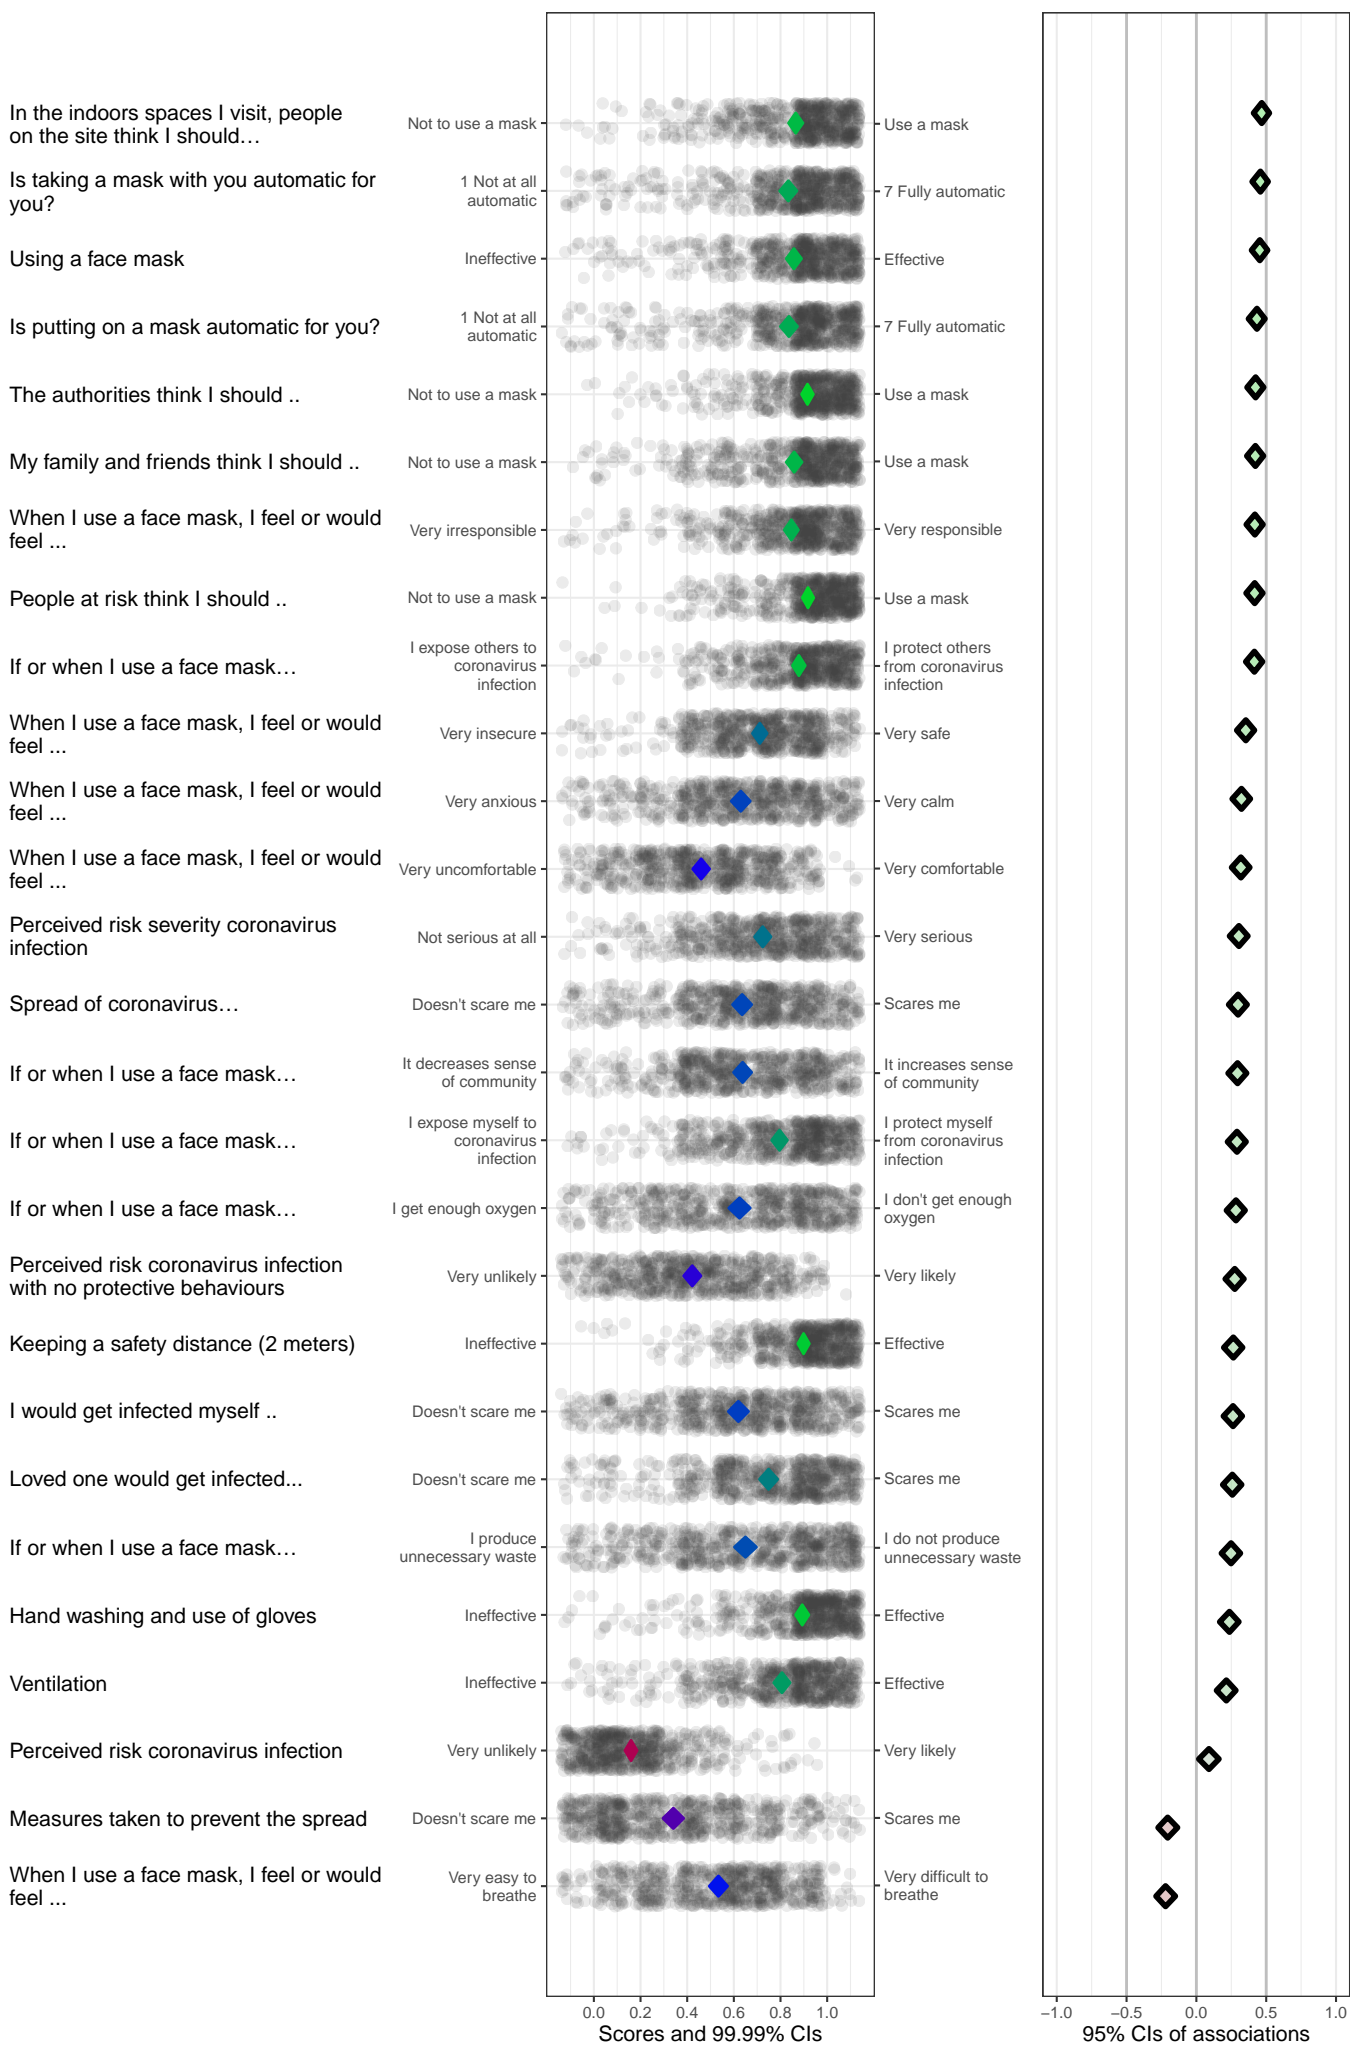 In the indoors spaces I visit, people
on the site think I should…
Not to use a mask
Use a mask
Is taking a mask with you automatic for
you?
1 Not at all
automatic
7 Fully automatic
Using a face mask
Ineffective
Effective
Is putting on a mask automatic for you?
1 Not at all
automatic
7 Fully automatic
The authorities think I should ..
Not to use a mask
Use a mask
My family and friends think I should ..
Not to use a mask
Use a mask
When I use a face mask, I feel or would
feel ...
Very irresponsible
Very responsible
People at risk think I should ..
Not to use a mask
Use a mask
If or when I use a face mask…
I expose others to
coronavirus
infection
I protect others
from coronavirus
infection
When I use a face mask, I feel or would
feel ...
Very insecure
Very safe
When I use a face mask, I feel or would
feel ...
Very anxious
Very calm
When I use a face mask, I feel or would
feel ...
Very uncomfortable
Very comfortable
Perceived risk severity coronavirus
infection
Not serious at all
Very serious
Spread of coronavirus…
Doesn't scare me
Scares me
If or when I use a face mask…
It decreases sense
of community
It increases sense
of community
If or when I use a face mask…
I expose myself to
coronavirus
infection
I protect myself
from coronavirus
infection
If or when I use a face mask…
I get enough oxygen
I don't get enough
oxygen
Perceived risk coronavirus infection
with no protective behaviours
Very unlikely
Very likely
Keeping a safety distance (2 meters)
Ineffective
Effective
I would get infected myself ..
Doesn't scare me
Scares me
Loved one would get infected...
Doesn't scare me
Scares me
If or when I use a face mask…
I produce
unnecessary waste
I do not produce
unnecessary waste
Hand washing and use of gloves
Ineffective
Effective
Ventilation
Ineffective
Effective
Perceived risk coronavirus infection
Very unlikely
Very likely
Measures taken to prevent the spread
Doesn't scare me
Scares me
When I use a face mask, I feel or would
feel ...
Very easy to
breathe
Very difficult to
breathe
0.0 0.2 0.4 0.6 0.8 1.0
Scores and 99.99% CIs
−1.0 −0.5 0.0 0.5 1.0
95% CIs of associations